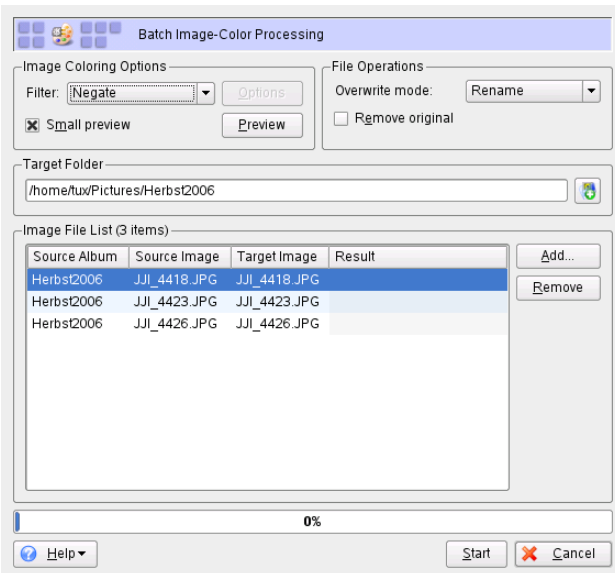 Batch Image-Color Processing
Image Coloring Options
Filter: Negate Options
Small preview Preview
File Operations
Overwrite mode: Rename
Remove original
Target Folder
/home/tux/Pictures/Herbst2006
Image File List (3 items)
Source Album Source Image Target Image Result
Herbst2006 JJI_4418.JPG JJI_4418.JPG
Herbst2006 JJI_4423.JPG JJI_4423.JPG
Herbst2006 JJI_4426.JPG JJI_4426.JPG
Add...
Remove
0%
Help Start Cancel